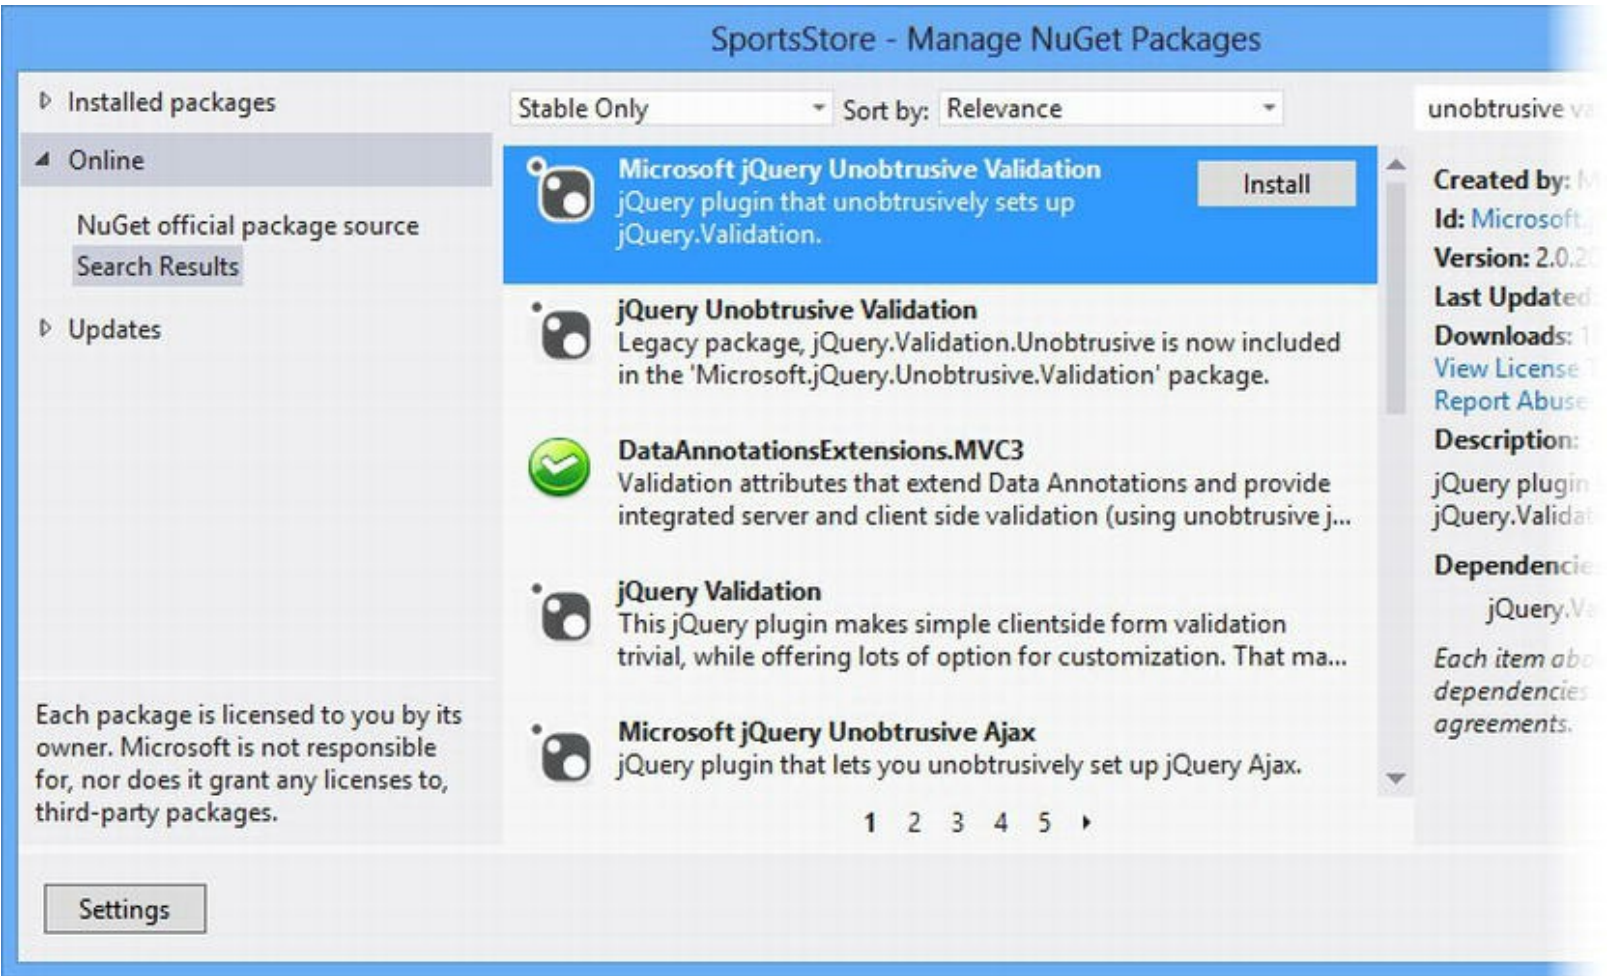 SportsStore - Manage NuGet Packages
Installed packages
Online
NuGet official package source
Search Results
Updates
Each package is licensed to you by its
owner. Microsoft is not responsible
for, nor does it grant any licenses to,
third-party packages.
Settings
Stable Only
Sort by: Relevance
Microsoft jQuery Unobtrusive Validation
jQuery plugin that unobtrusively sets up
jQuery.Validation.
Install
jQuery Unobtrusive Validation
Legacy package, jQuery.Validation.Unobtrusive is now included
in the 'Microsoft.jQuery.Unobtrusive.Validation' package.
DataAnnotationsExtensions.MVC3
Validation attributes that extend Data Annotations and provide
integrated server and client side validation (using unobtrusive j...
jQuery Validation
This jQuery plugin makes simple clientside form validation
trivial, while offering lots of option for customization. That ma...
Microsoft jQuery Unobtrusive Ajax
jQuery plugin that lets you unobtrusively set up jQuery Ajax.
1 2 3 4 5
unobtrusive
Created by:
Id: Microsoft.
Version: 2.0.
Last Updated:
Downloads:
View License
Report Abuse
Description:
jQuery plugin
Each item
dependencies
agreements.